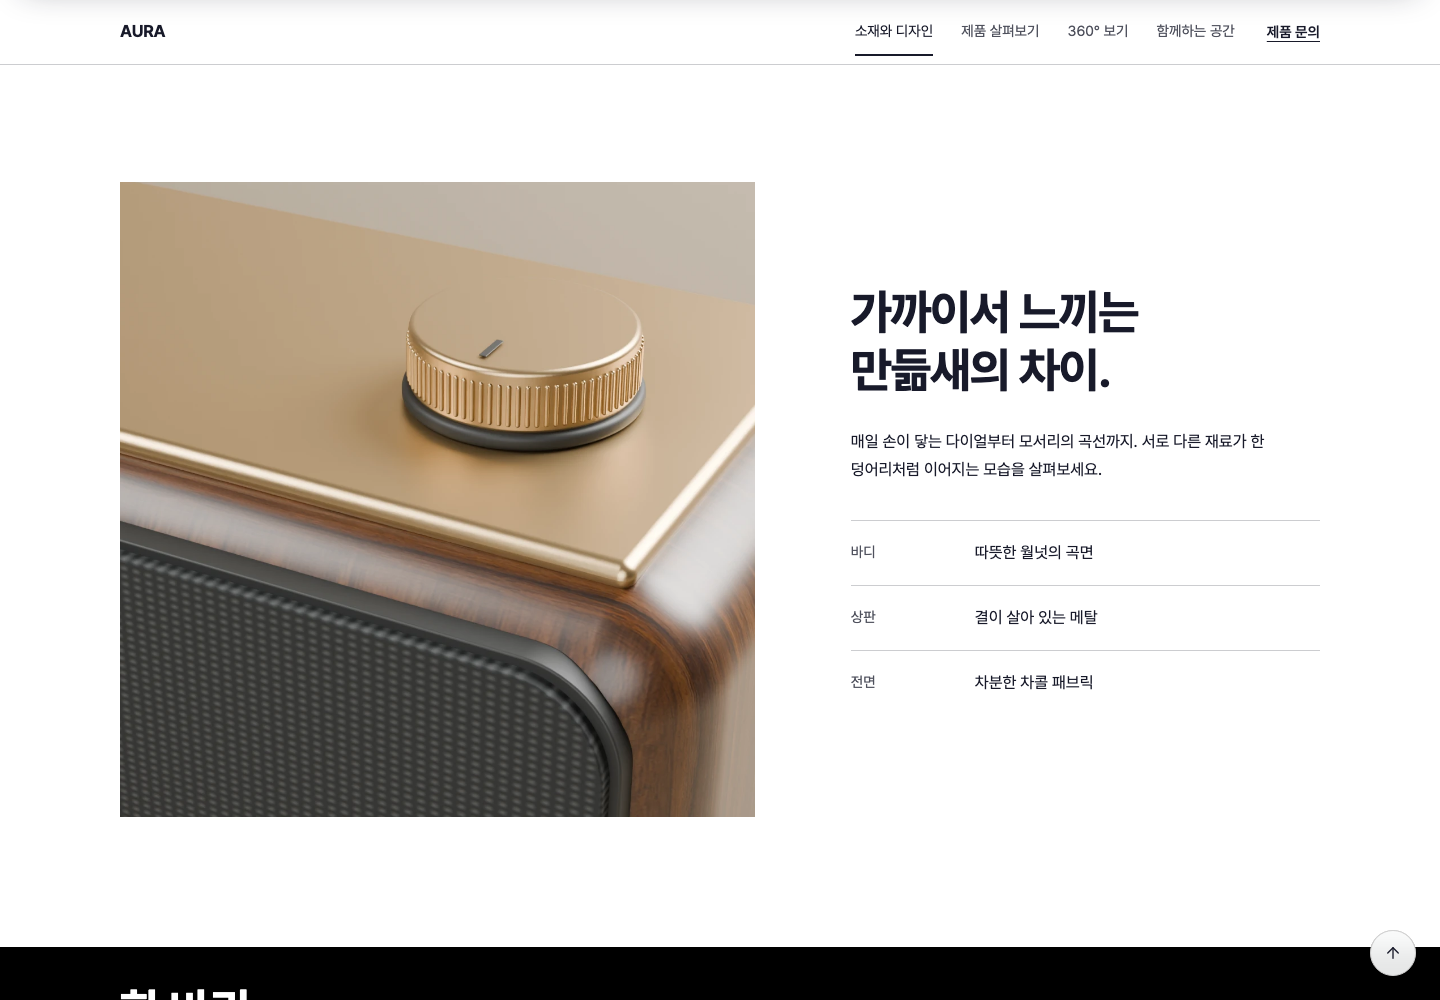 AURA
소재와 디자인
제품 살펴보기
360° 보기
함께하는 공간
제품 문의
가까이서 느끼는
만듦새의 차이.
매일 손이 닿는 다이얼부터 모서리의 곡선까지. 서로 다른 재료가 한
덩어리처럼 이어지는 모습을 살펴보세요.
바디
따뜻한 월넛의 곡면
상판
결이 살아 있는 메탈
전면
차분한 차콜 패브릭